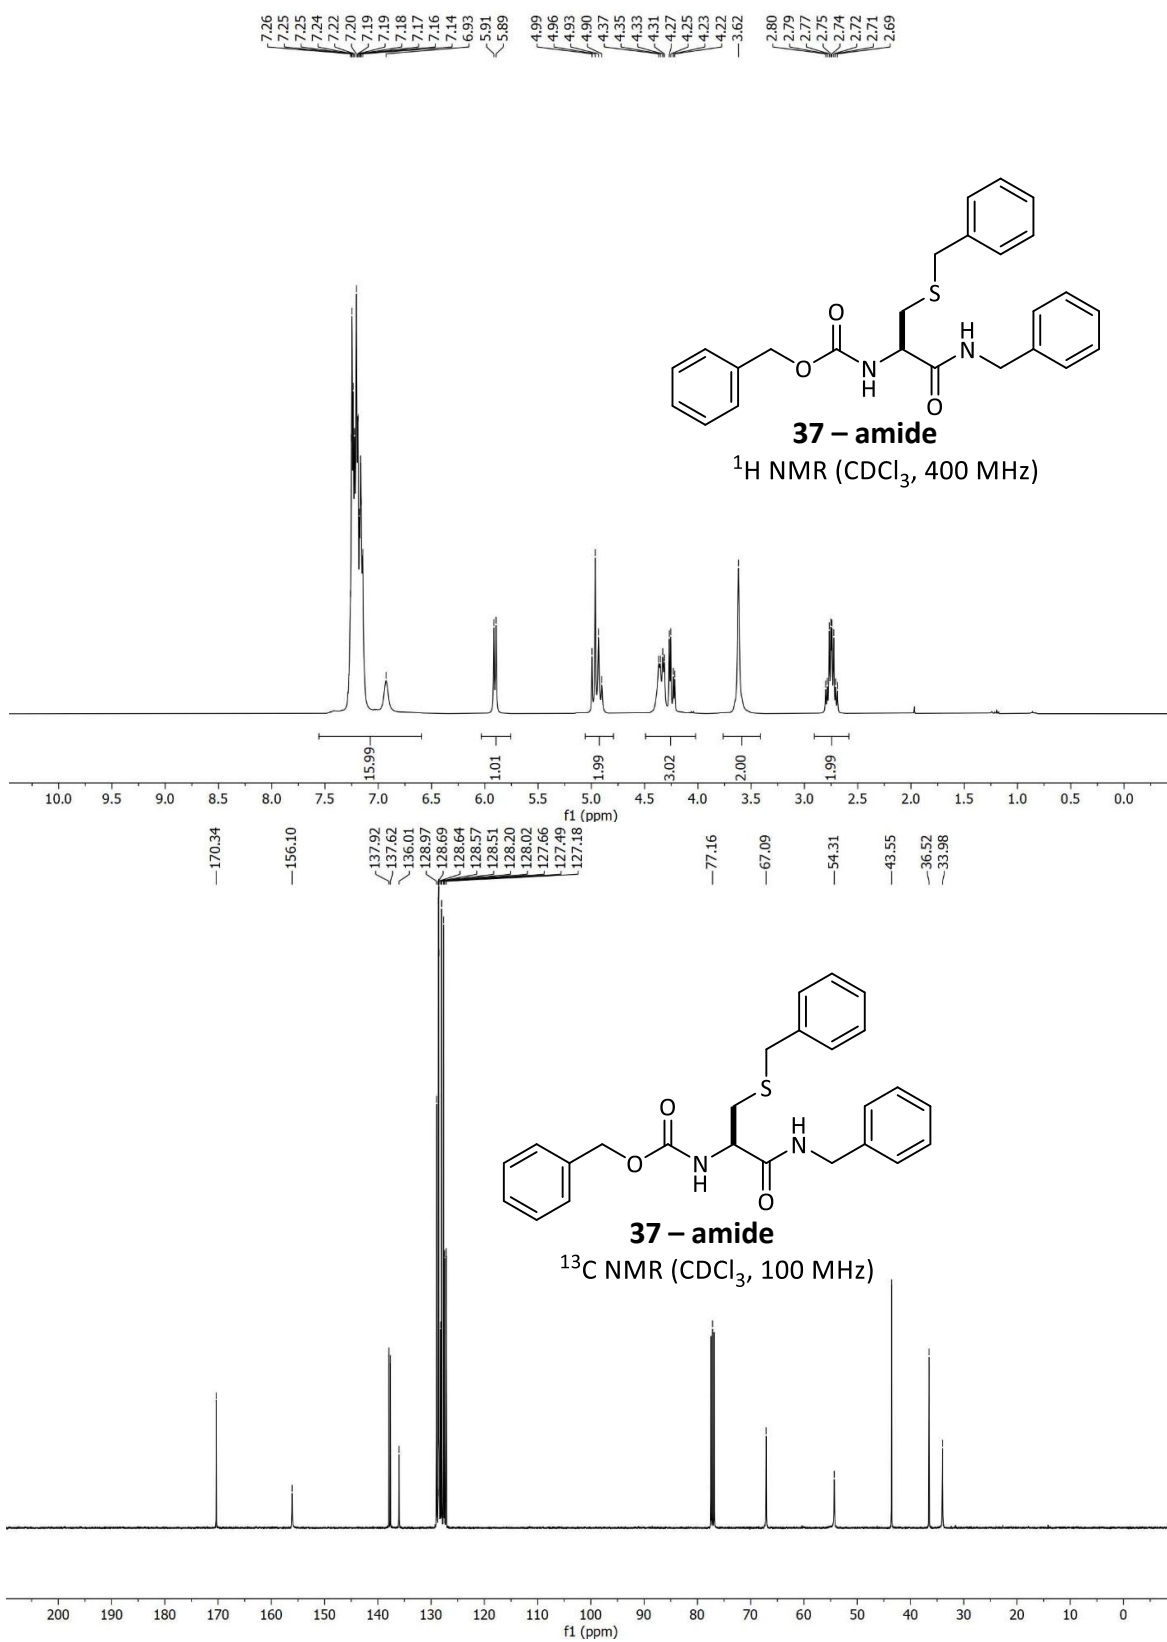 7.26
7.25
7.25
7.24
7.22
7.20
7.19
7.19
7.18
7.17
7.16
7.14
6.93
5.91
5.89
4.99
4.96
4.93
4.90
4.37
4.35
4.33
4.31
4.27
4.25
4.23
4.22
3.62
2.80
2.79
2.77
2.75
2.74
2.72
2.71
2.69
S
O
H
N
O
N
H
O
37 – amide
¹H NMR (CDCl₃, 400 MHz)
15.99
1.01
1.99
3.02
2.00
1.99
10.0 9.5 9.0 8.5 8.0 7.5 7.0 6.5 6.0 5.5 5.0 4.5 4.0 3.5 3.0 2.5 2.0 1.5 1.0 0.5 0.0
f1 (ppm)
170.34
156.10
137.92
137.62
136.01
128.97
128.69
128.64
128.57
128.51
128.20
128.02
127.66
127.49
127.18
77.16
67.09
54.31
43.55
36.52
33.98
S
O
H
N
O
N
H
O
37 – amide
¹³C NMR (CDCl₃, 100 MHz)
200 190 180 170 160 150 140 130 120 110 100 90 80 70 60 50 40 30 20 10 0
f1 (ppm)